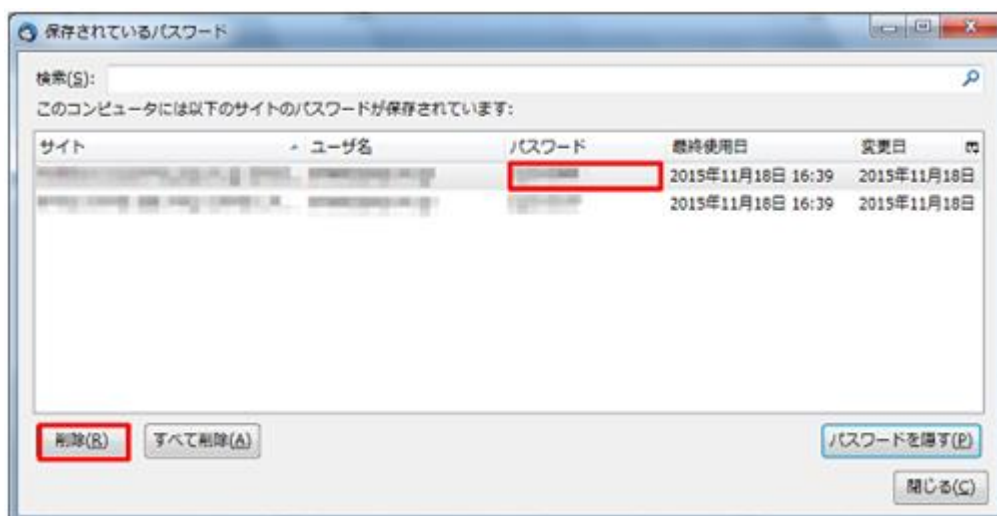 保存されているパスワード
検索(S):
このコンピュータには以下のサイトのパスワードが保存されています:
サイト ユーザ名 パスワード 最終使用日 変更日
2015年11月18日 16:39 2015年11月18日
2015年11月18日 16:39 2015年11月18日
削除(R) すべて削除(A) パスワードを隠す(P)
閉じる(C)